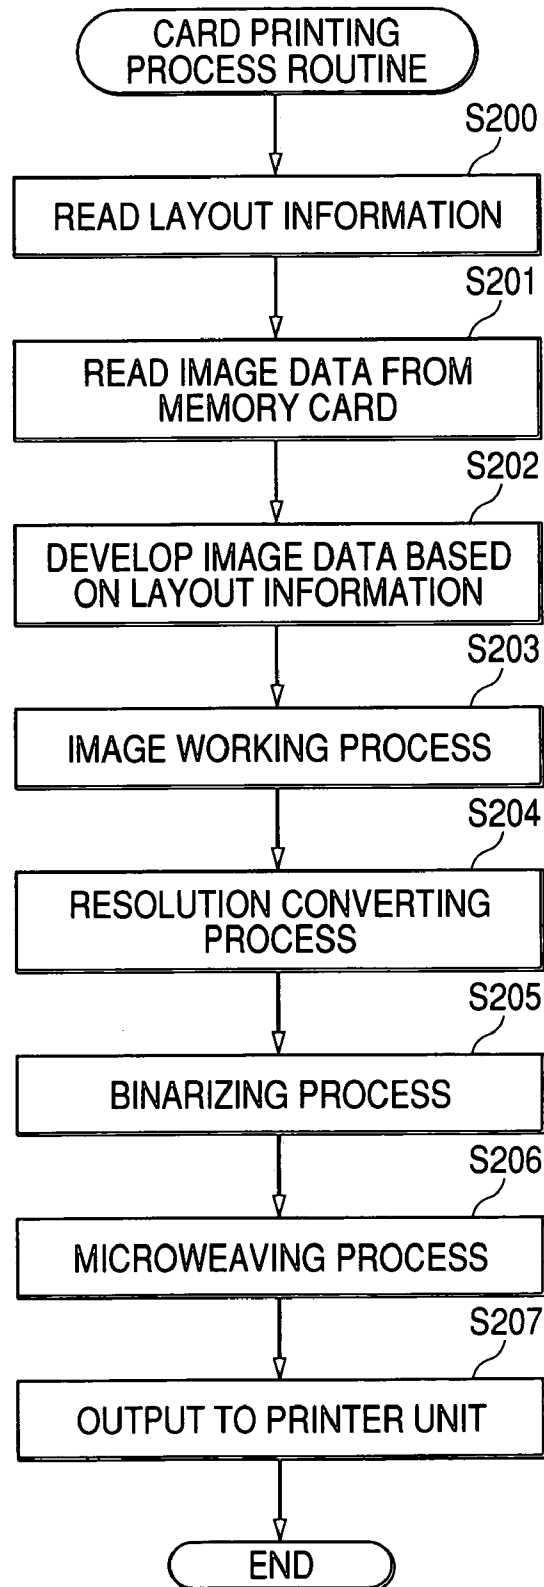 CARD PRINTING
PROCESS ROUTINE
S200
READ LAYOUT INFORMATION
S201
READ IMAGE DATA FROM
MEMORY CARD
S202
DEVELOP IMAGE DATA BASED
ON LAYOUT INFORMATION
S203
IMAGE WORKING PROCESS
S204
RESOLUTION CONVERTING
PROCESS
S205
BINARIZING PROCESS
S206
MICROWEAVING PROCESS
S207
OUTPUT TO PRINTER UNIT
END